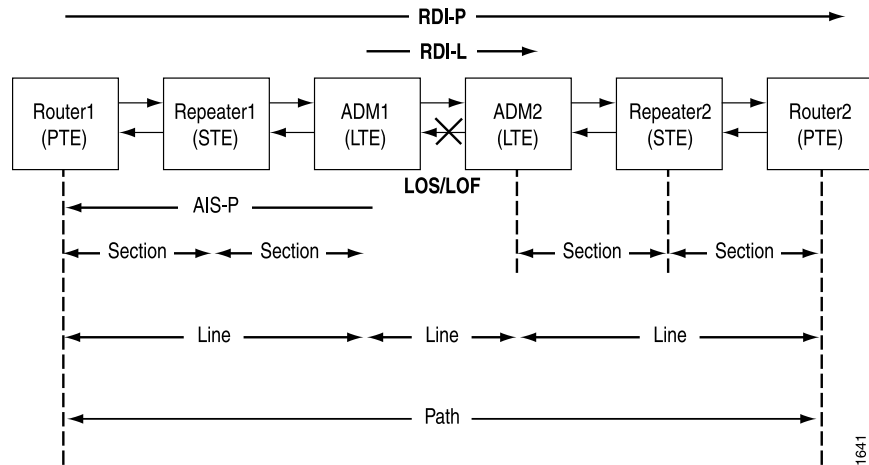 RDI-P
RDI-L
Router1
(PTE)
Repeater1
(STE)
ADM1
(LTE)
ADM2
(LTE)
Repeater2
(STE)
Router2
(PTE)
LOS/LOF
AIS-P
Section
Section
Section
Section
Line
Line
Line
Path
1641